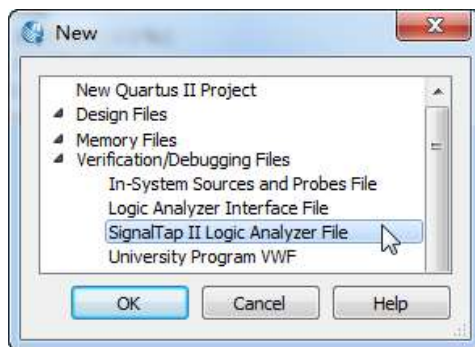 New
New Quartus II Project
Design Files
Memory Files
Verification/Debugging Files
In-System Sources and Probes File
Logic Analyzer Interface File
SignalTap II Logic Analyzer File
University Program VWF
OK Cancel Help